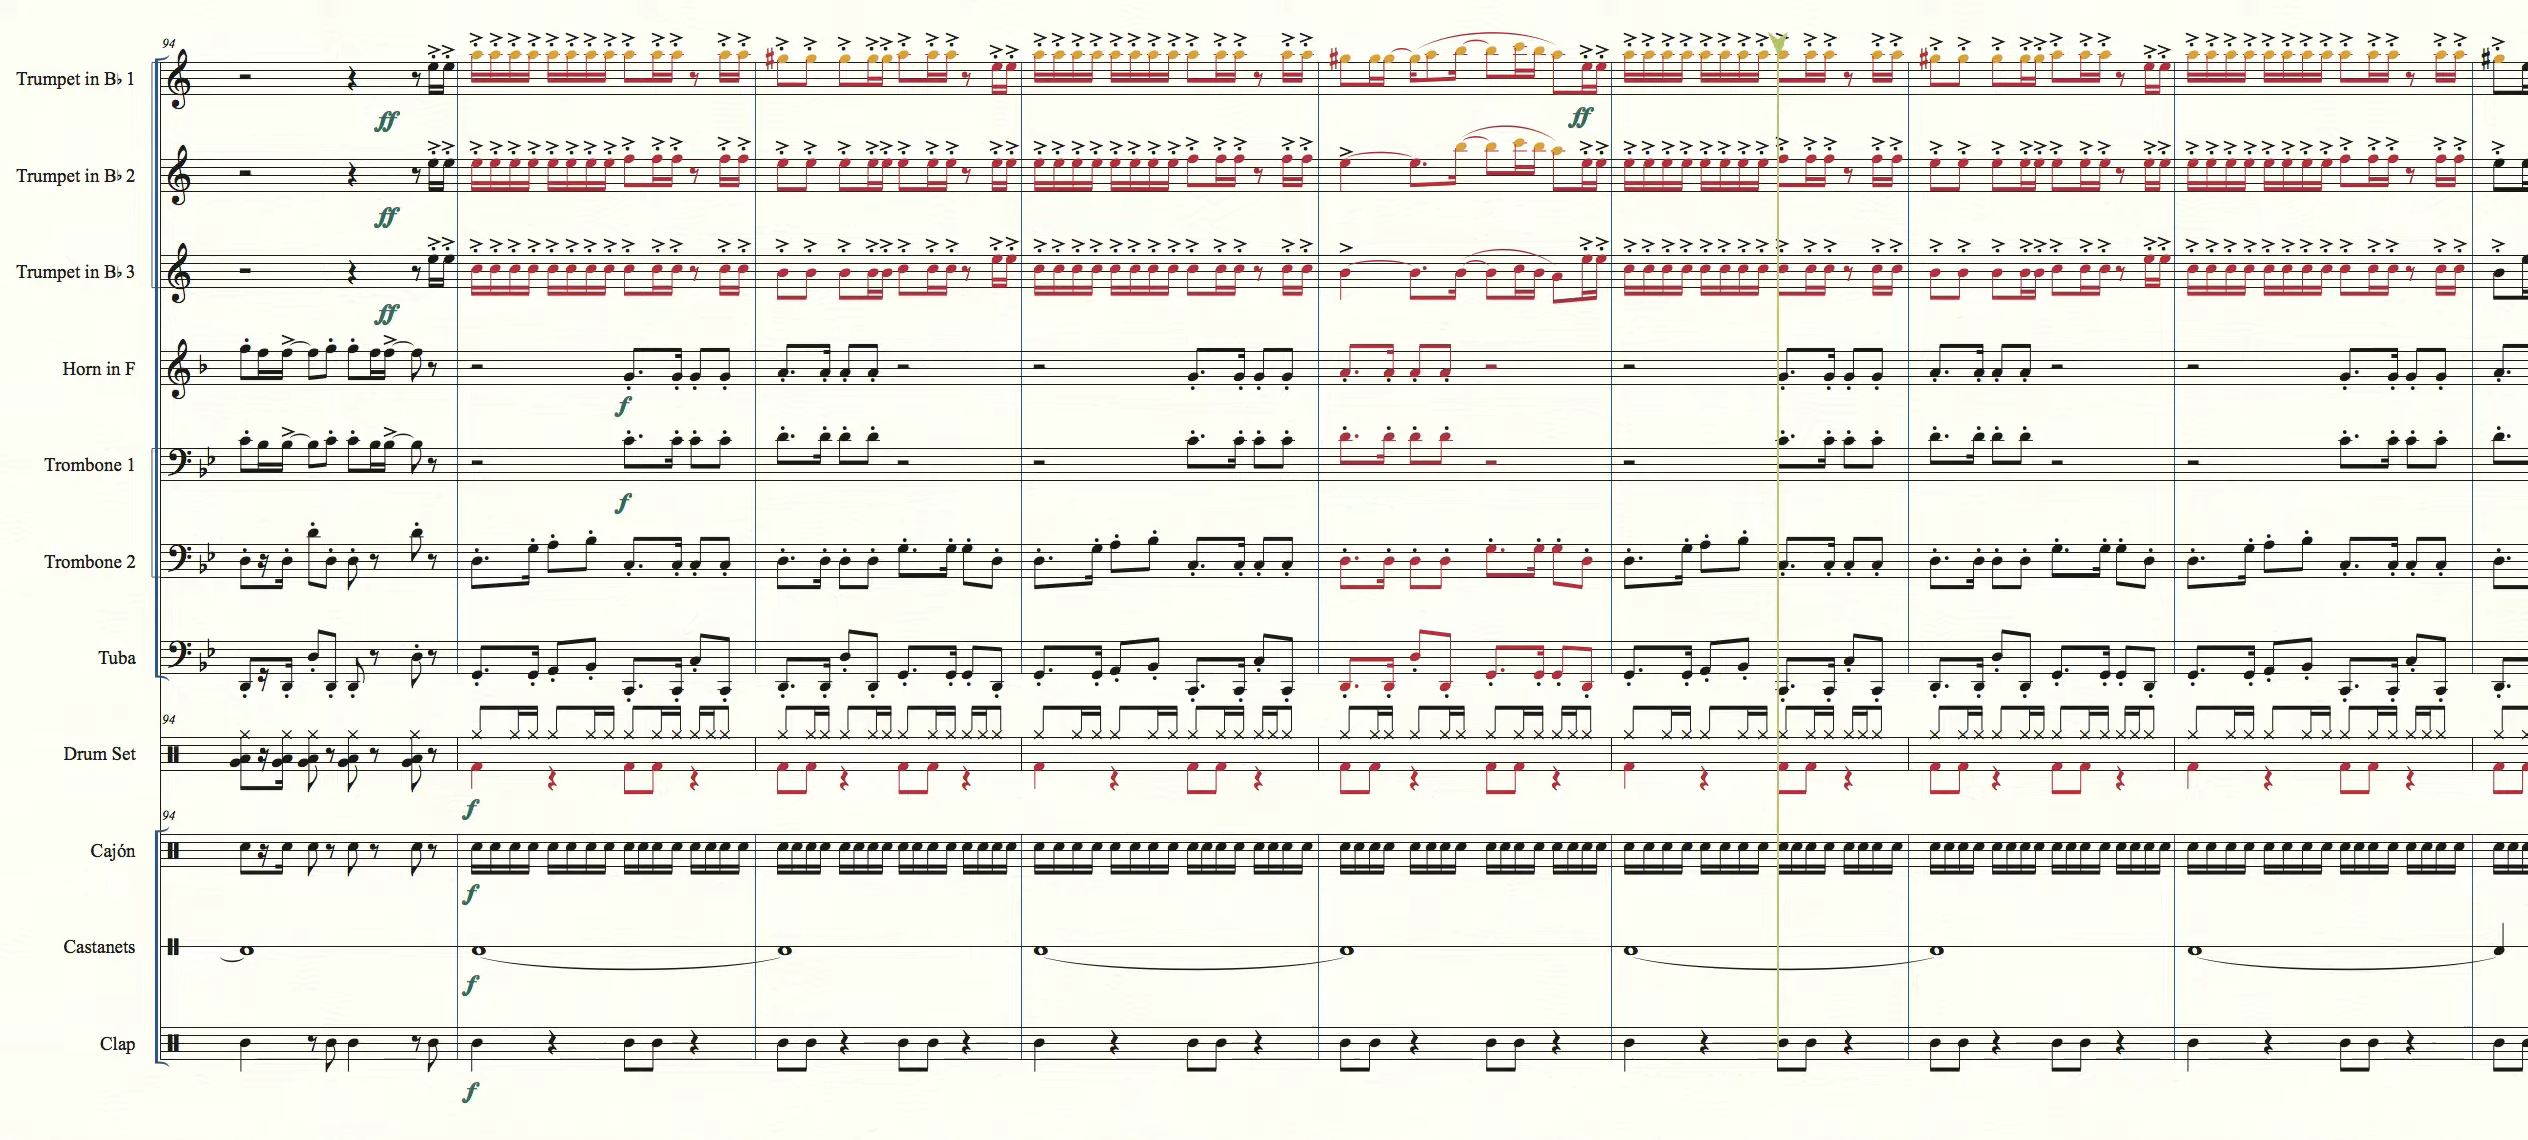 94
Trumpet in B♭ 1
ff
ff
Trumpet in B♭ 2
ff
Trumpet in B♭ 3
ff
Horn in F
f
Trombone 1
f
Trombone 2
Tuba
94
Drum Set
f
94
Cajón
f
Castanets
f
Clap
f